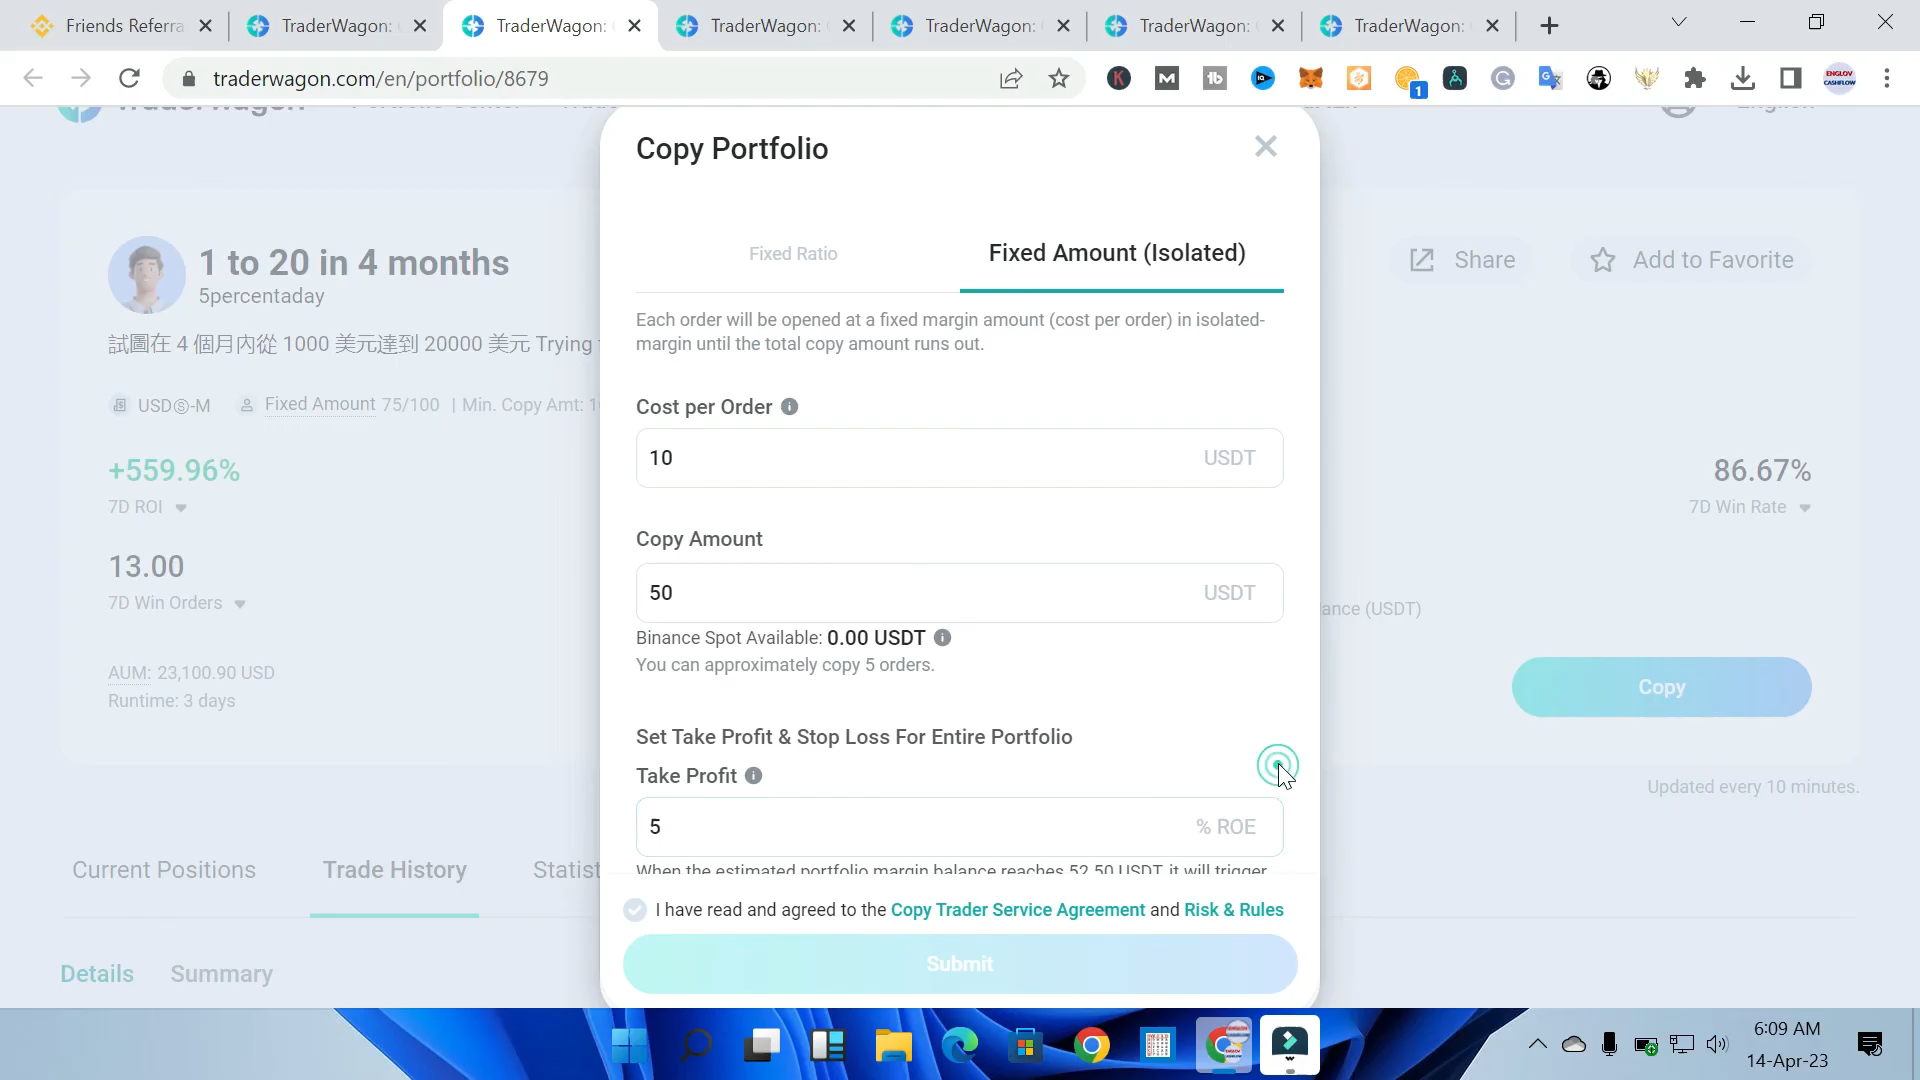 Friends Referra
TraderWagon:
TraderWagon:
TraderWagon:
TraderWagon:
TraderWagon:
TraderWagon:
traderwagon.com/en/portfolio/8679
Copy Portfolio
Fixed Ratio
Fixed Amount (Isolated)
Each order will be opened at a fixed margin amount (cost per order) in isolated-
margin until the total copy amount runs out.
Cost per Order
10 USDT
Copy Amount
50 USDT
Binance Spot Available: 0.00 USDT
You can approximately copy 5 orders.
Set Take Profit & Stop Loss For Entire Portfolio
Take Profit
5 % ROE
When the estimated portfolio margin balance reaches 52.50 USDT, it will trigger
I have read and agreed to the Copy Trader Service Agreement and Risk & Rules
Submit
1 to 20 in 4 months
5percentaday
試圖在 4 個月內從 1000 美元達到 20000 美元 Trying
USDⓈ-M Fixed Amount 75/100 | Min. Copy Amt:
+559.96%
7D ROI
13.00
7D Win Orders
AUM: 23,100.90 USD
Runtime: 3 days
Share
Add to Favorite
86.67%
7D Win Rate
ance (USDT)
Copy
Updated every 10 minutes.
Current Positions
Trade History
Statist
Details
Summary
6:09 AM
14-Apr-23